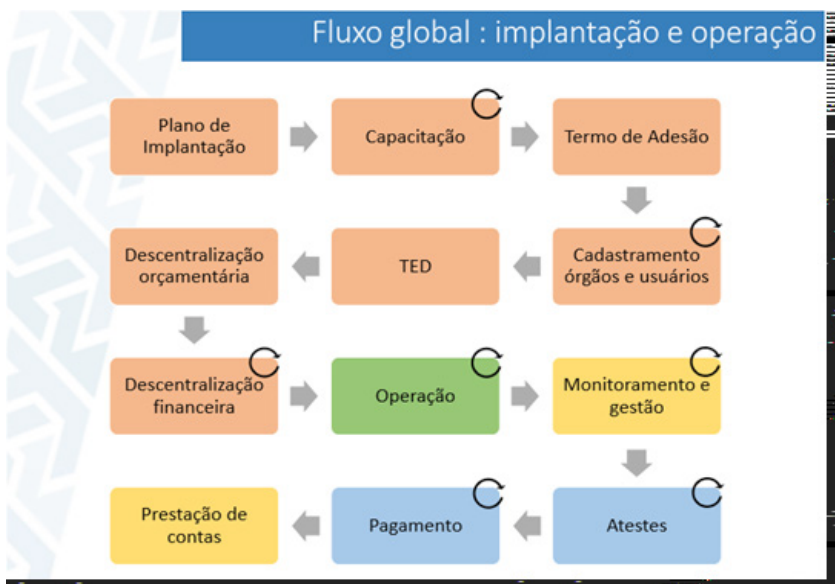 Fluxo global : implantação e operação
Plano de
Implantação
Capacitação
Termo de Adesão
Cadastramento
órgãos e usuários
TED
Descentralização
orçamentária
Descentralização
financeira
Operação
Monitoramento e
gestão
Atestes
Pagamento
Prestação de
contas